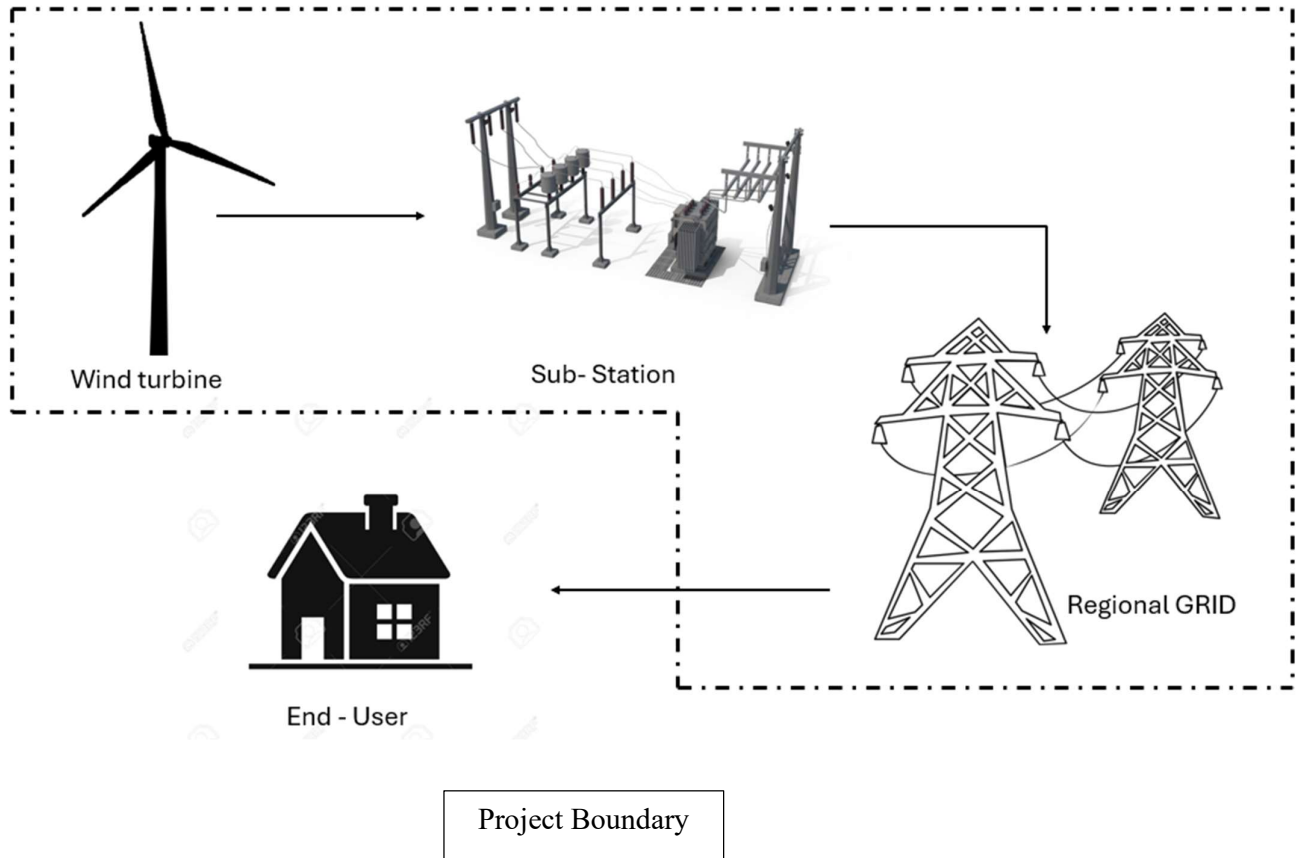 Wind turbine
Sub- Station
Regional GRID
End - User
Project Boundary